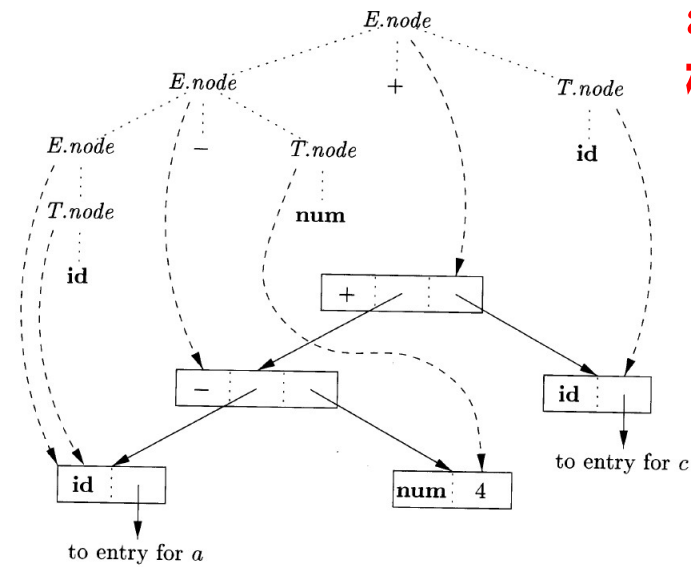 E.node
E.node + T.node
E.node − T.node id
T.node num
id
+
− id
to entry for c
id num 4
to entry for a